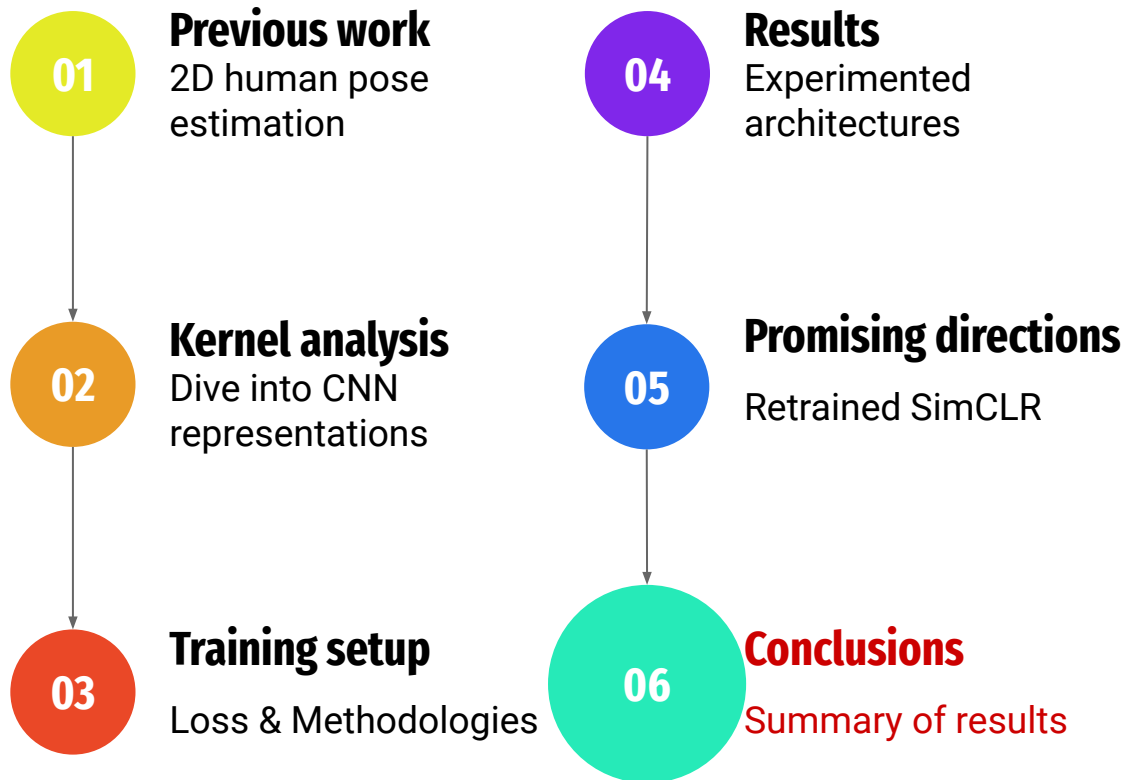 01
Previous work
2D human pose
estimation
02
Kernel analysis
Dive into CNN
representations
03
Training setup
Loss & Methodologies
04
Results
Experimented
architectures
05
Promising directions
Retrained SimCLR
06
Conclusions
Summary of results